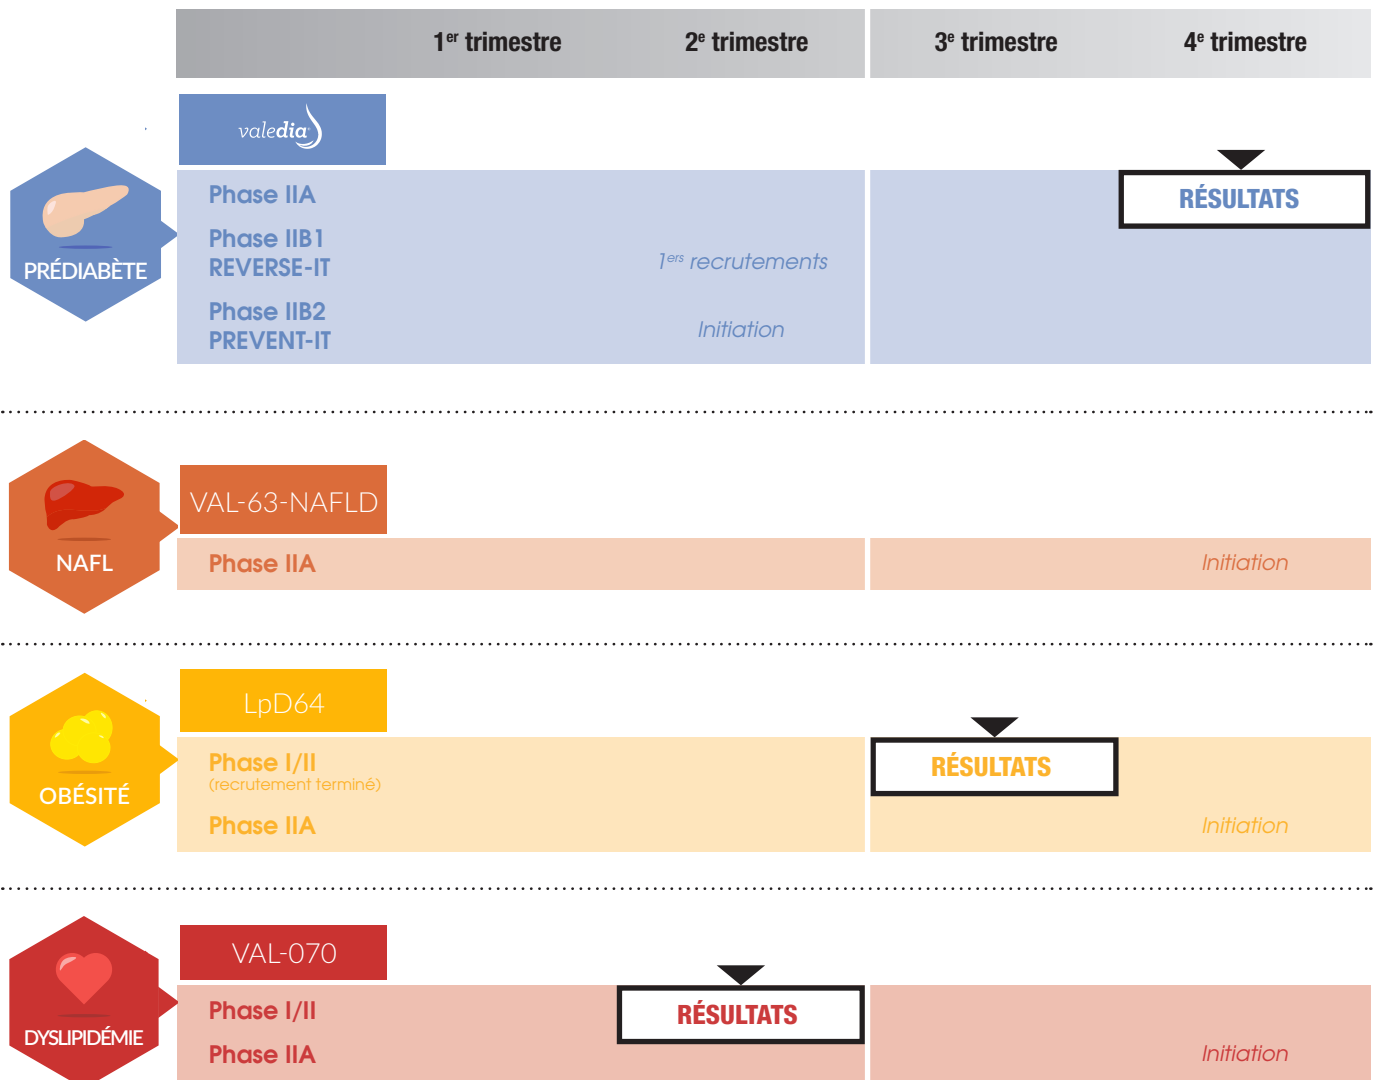 1er trimestre 2e trimestre 3e trimestre 4e trimestre
valedia
Phase IIA RÉSULTATS
Phase IIB1
REVERSE-IT 1ers recrutements
PRÉDIABÈTE
Phase IIB2
PREVENT-IT Initiation
VAL-63-NAFLD
NAFL Phase IIA Initiation
LpD64
Phase I/II RÉSULTATS
(recrutement terminé)
OBÉSITÉ
Phase IIA Initiation
VAL-070
Phase I/II RÉSULTATS
DYSLIPIDÉMIE
Phase IIA Initiation